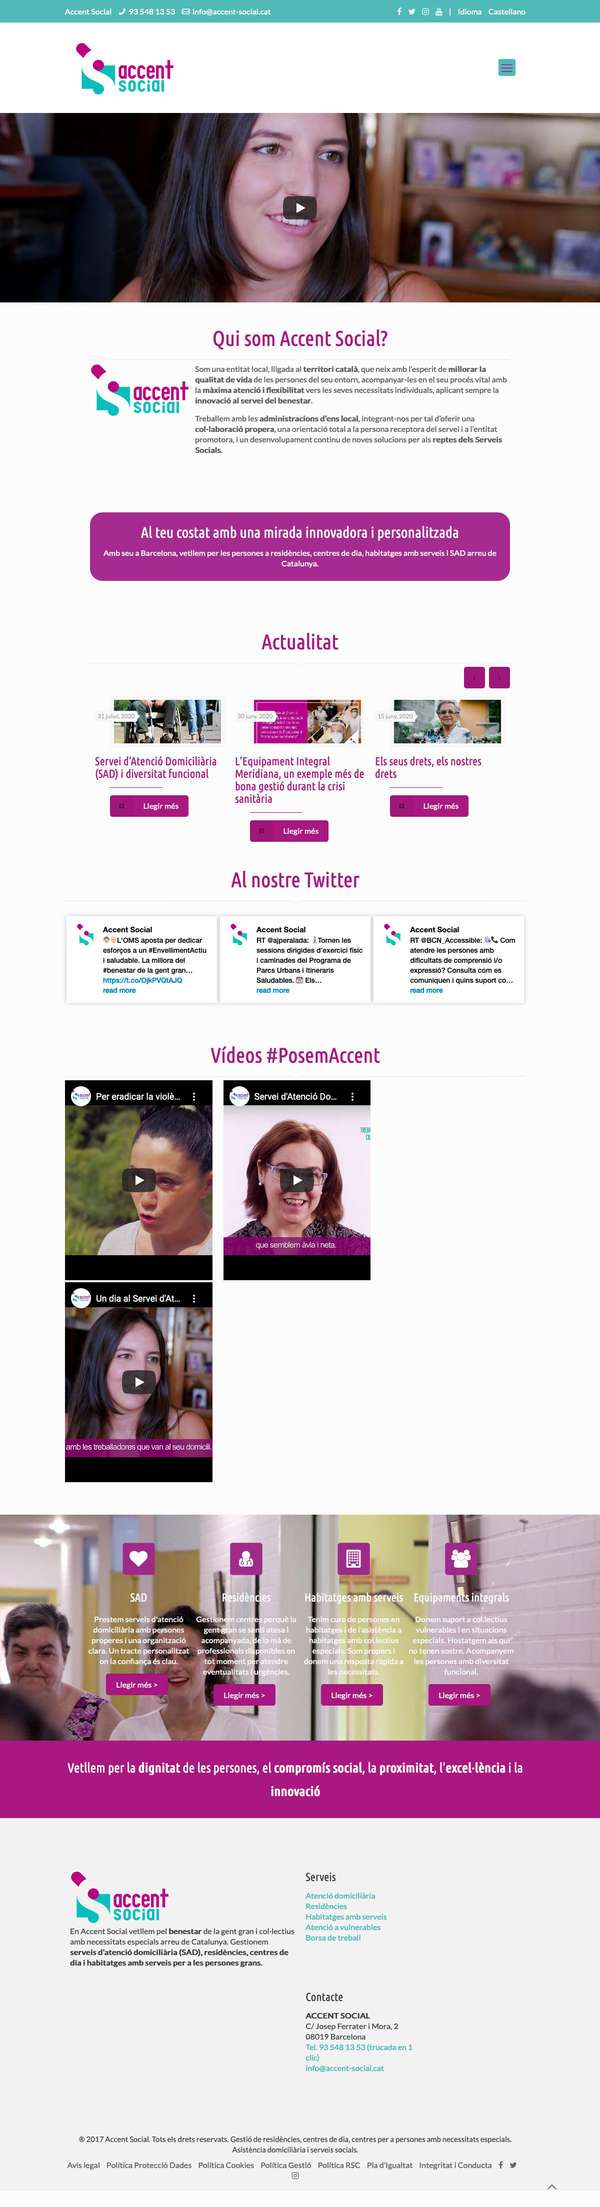 Accent Social 93 548 13 53 info@accent-social.cat | Idioma Castellano
accent
social
Qui som Accent Social?
accent
social
Som una entitat local, lligada al territori català, que neix amb l'esperit de millorar la
qualitat de vida de les persones del seu entorn, acompanyar-les en el seu procés vital amb
la màxima atenció i flexibilitat vers les seves necessitats individuals, aplicant sempre la
innovació al servei del benestar.
Treballem amb les administracions d'ens local, integrant-nos per tal d'oferir una
col·laboració propera, una orientació total a la persona receptora del servei i a l'entitat
promotora, i un desenvolupament continu de noves solucions per als reptes dels Serveis
Socials.
Al teu costat amb una mirada innovadora i personalitzada
Amb seu a Barcelona, vetllem per les persones a residències, centres de dia, habitatges amb serveis i SAD arreu de
Catalunya.
Actualitat
31 juliol, 2020
30 juny, 2020
15 juny, 2020
Servei d'Atenció Domiciliària
(SAD) i diversitat funcional
Llegir més
L'Equipament Integral
Meridiana, un exemple més de
bona gestió durant la crisi
sanitària
Llegir més
Els seus drets, els nostres
drets
Llegir més
Al nostre Twitter
Accent Social
L'OMS aposta per dedicar
esforços a un #EnvellimentActiu
i saludable. La millora del
#benestar de la gent gran...
https://t.co/OjkPVQtAJQ
read more
Accent Social
RT @ajperalada: Tornen les
sessions dirigides d'exercici físic
i caminades del Programa de
Parcs Urbans i Itineraris
Saludables. Els...
read more
Accent Social
RT @BCN_Accessible: Com
atendre les persones amb
dificultats de comprensió i/o
expressió? Consulta com es
comuniquen i quins suport co...
read more
Vídeos #PosemAccent
Per eradicar la violè...
Servei d'Atenció Do...
que semblem àvia i neta.
Un dia al Servei d'At...
amb les treballadores que van al seu domicili.
SAD
Prestem serveis d'atenció
domiciliària amb persones
properes i una organització
clara. Un tracte personalitzat
on la confiança és clau.
Llegir més >
Residències
Gestionem centres perquè la
gent gran se senti atesa i
acompanyada, de la mà de
professionals disponibles en
tot moment per atendre
eventualitats i urgències.
Llegir més >
Habitatges amb serveis
Tenim cura de persones en
habitatges i de l'assistència a
habitatges amb col·lectius
especials. Som propers i
donem una resposta ràpida a
les necessitats.
Llegir més >
Equipaments integrals
Donem suport a col·lectius
vulnerables i en situacions
especials. Hostatgem als qui
no tenen sostre. Acompanyem
les persones amb diversitat
funcional.
Llegir més >
Vetllem per la dignitat de les persones, el compromís social, la proximitat, l'excel·lència i la
innovació
accent
social
En Accent Social vetllem pel benestar de la gent gran i col·lectius
amb necessitats especials arreu de Catalunya. Gestionem
serveis d'atenció domiciliària (SAD), residències, centres de
dia i habitatges amb serveis per a les persones grans.
Serveis
Atenció domiciliària
Residències
Habitatges amb serveis
Atenció a vulnerables
Borsa de treball
Contacte
ACCENT SOCIAL
C/ Josep Ferrater i Mora, 2
08019 Barcelona
Tel. 93 548 13 53 (trucada en 1
clic)
info@accent-social.cat
® 2017 Accent Social. Tots els drets reservats. Gestió de residències, centres de dia, centres per a persones amb necessitats especials.
Asistència domiciliària i serveis socials.
Avís legal Política Protecció Dades Política Cookies Política Gestió Política RSC Pla d'Igualtat Integritat i Conducta